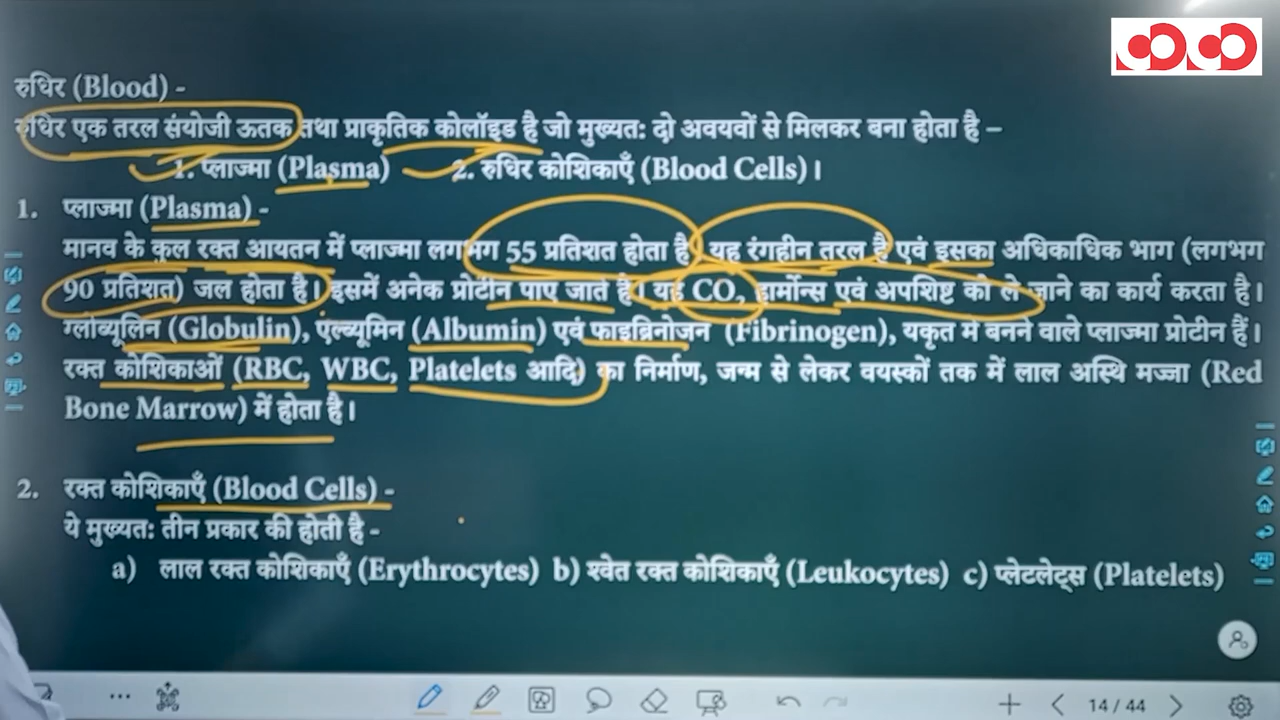 रुधिर (Blood) -
रुधिर एक तरल संयोजी ऊतक तथा प्राकृतिक कोलॉइड है जो मुख्यत: दो अवयवों से मिलकर बना होता है –
1. प्लाज्मा (Plasma) 2. रुधिर कोशिकाएँ (Blood Cells) ।
1. प्लाज्मा (Plasma) -
मानव के कुल रक्त आयतन में प्लाज्मा लगभग 55 प्रतिशत होता है। यह रंगहीन तरल है एवं इसका अधिकाधिक भाग (लगभग
90 प्रतिशत) जल होता है। इसमें अनेक प्रोटीन पाए जाते है। यह CO₂ हार्मोन्स एवं अपशिष्ट को ले जाने का कार्य करता है।
ग्लोब्यूलिन (Globulin), एल्ब्यूमिन (Albumin) एवं फाइब्रिनोजन (Fibrinogen), यकृत में बनने वाले प्लाज्मा प्रोटीन हैं।
रक्त कोशिकाओं (RBC, WBC, Platelets आदि) का निर्माण, जन्म से लेकर वयस्कों तक में लाल अस्थि मज्जा (Red
Bone Marrow) में होता है।
2. रक्त कोशिकाएँ (Blood Cells) -
ये मुख्यत: तीन प्रकार की होती है -
a) लाल रक्त कोशिकाएँ (Erythrocytes) b) श्वेत रक्त कोशिकाएँ (Leukocytes) c) प्लेटलेट्स (Platelets)
14 / 44